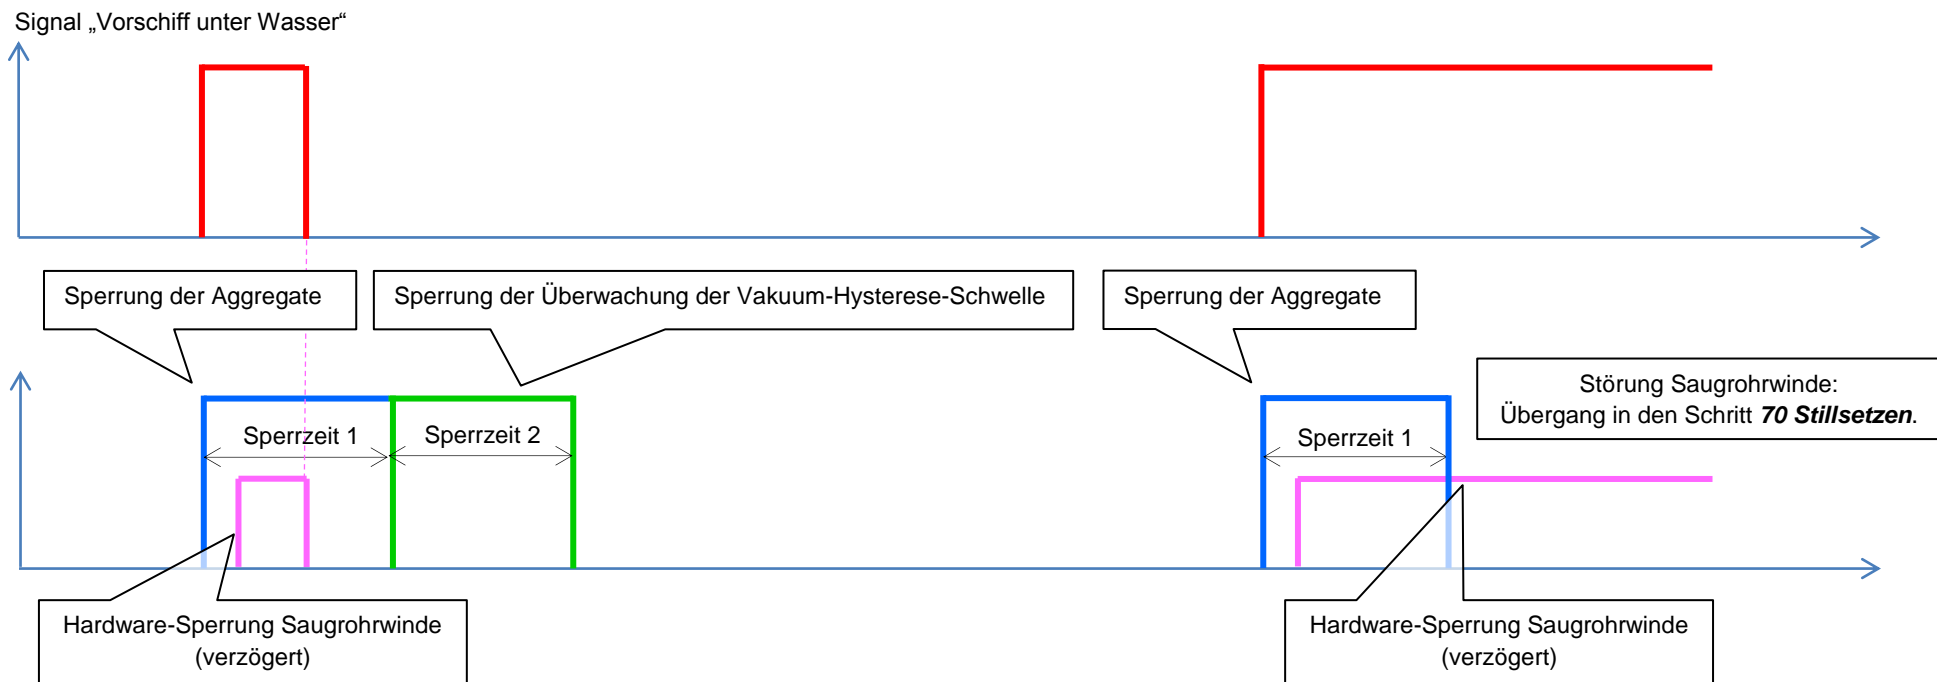 Signal „Vorschiff unter Wasser“
Sperrung der Aggregate
Sperrung der Überwachung der Vakuum-Hysterese-Schwelle
Sperrung der Aggregate
Störung Saugrohrwinde:
Übergang in den Schritt 70 Stillsetzen.
Sperrzeit 1
Sperrzeit 2
Sperrzeit 1
Hardware-Sperrung Saugrohrwinde
(verzögert)
Hardware-Sperrung Saugrohrwinde
(verzögert)